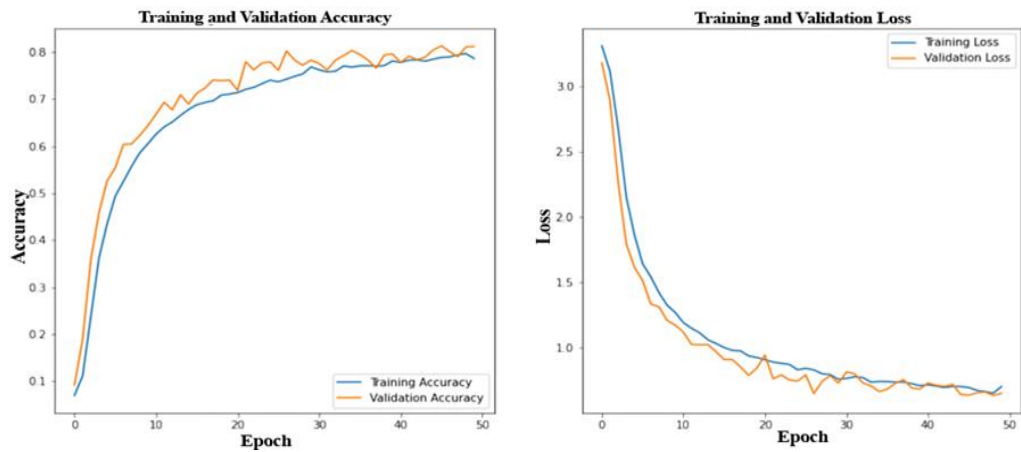 Training and Validation Accuracy
0.8
0.7
0.6
0.5
0.4
0.3
0.2
0.1
Accuracy
Training Accuracy
Validation Accuracy
0
10
20
30
40
50
Epoch
Training and Validation Loss
Training Loss
Validation Loss
3.0
2.5
2.0
1.5
1.0
Loss
0
10
20
30
40
50
Epoch